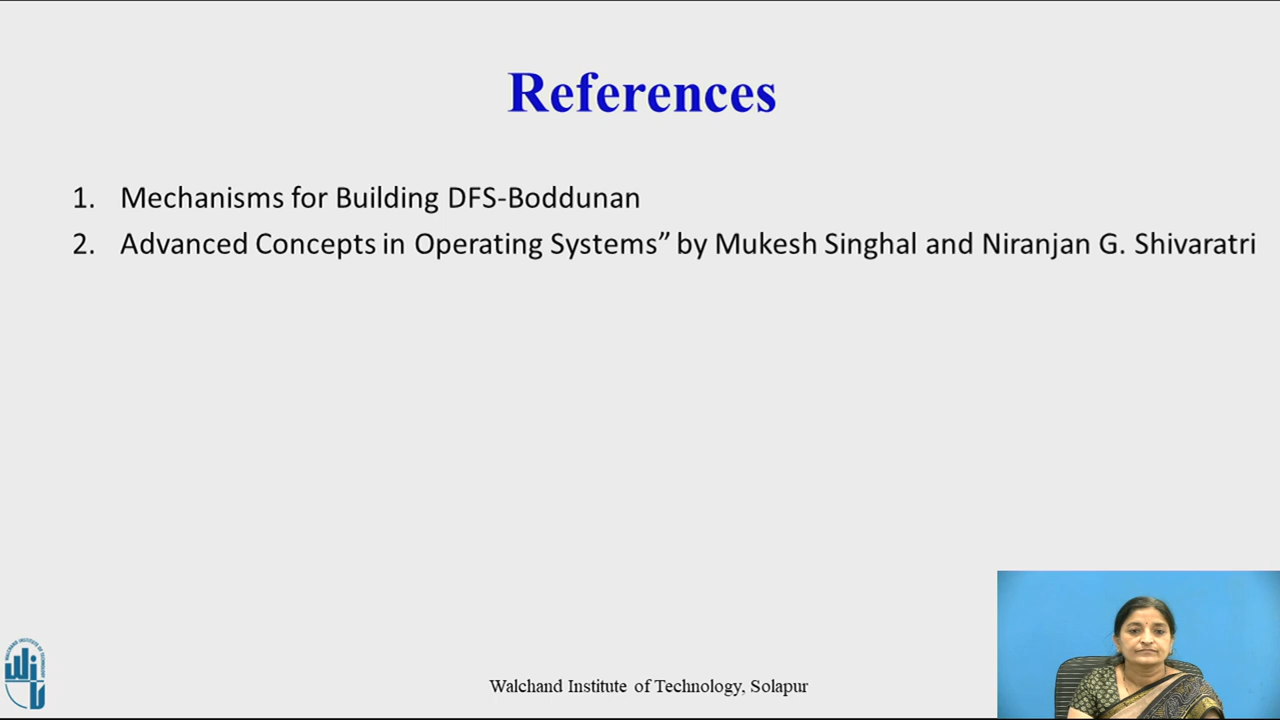 References
1. Mechanisms for Building DFS-Boddunan
2. Advanced Concepts in Operating Systems” by Mukesh Singhal and Niranjan G. Shivaratri
Walchand Institute of Technology, Solapur